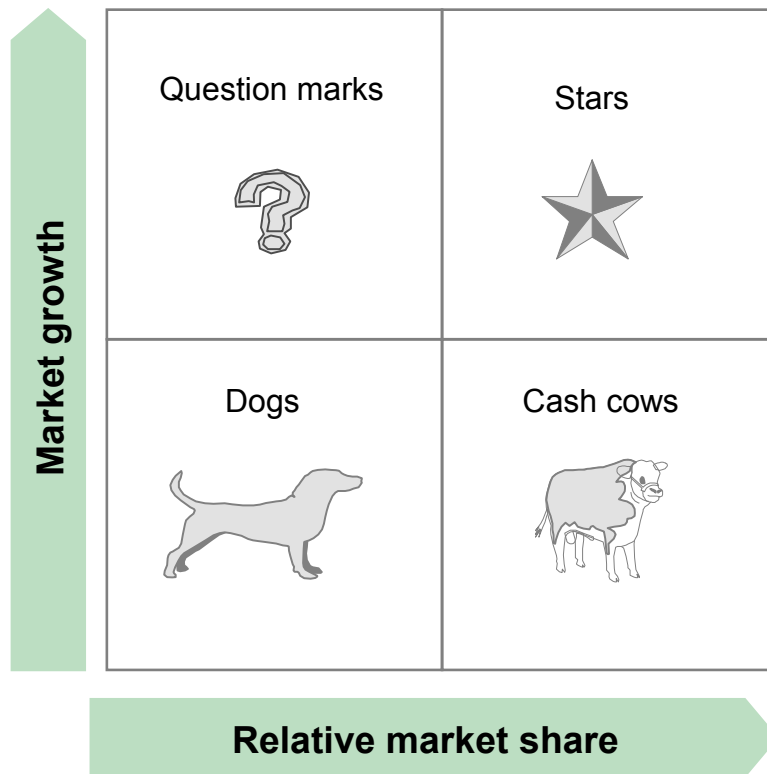 Question marks
Stars
Market growth
Dogs
Cash cows
Relative market share